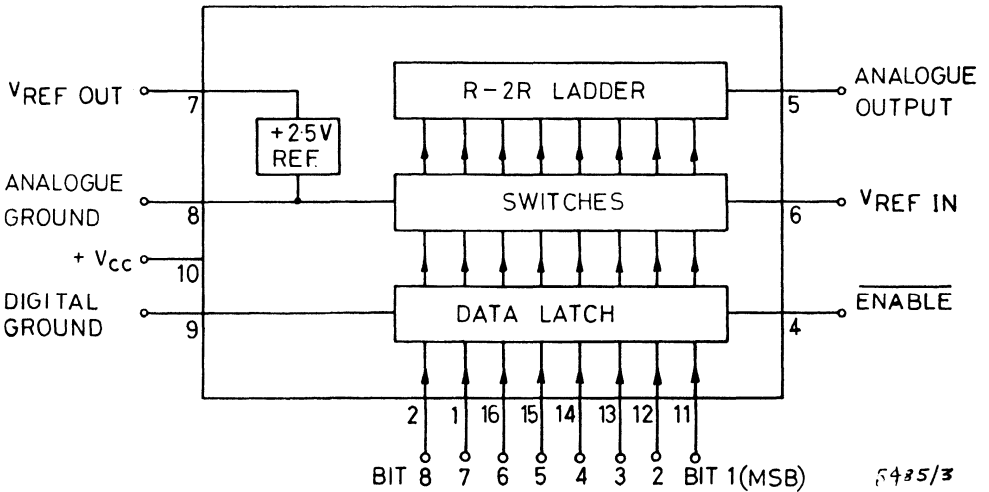 VREF OUT
7
+2·5V
REF.
R-2R LADDER
5
ANALOGUE
OUTPUT
ANALOGUE
GROUND
8
SWITCHES
6
VREF IN
+ VCC
10
DIGITAL
GROUND
9
DATA LATCH
4
ENABLE
2 1 16 15 14 13 12 11
BIT 8 7 6 5 4 3 2 BIT 1(MSB)